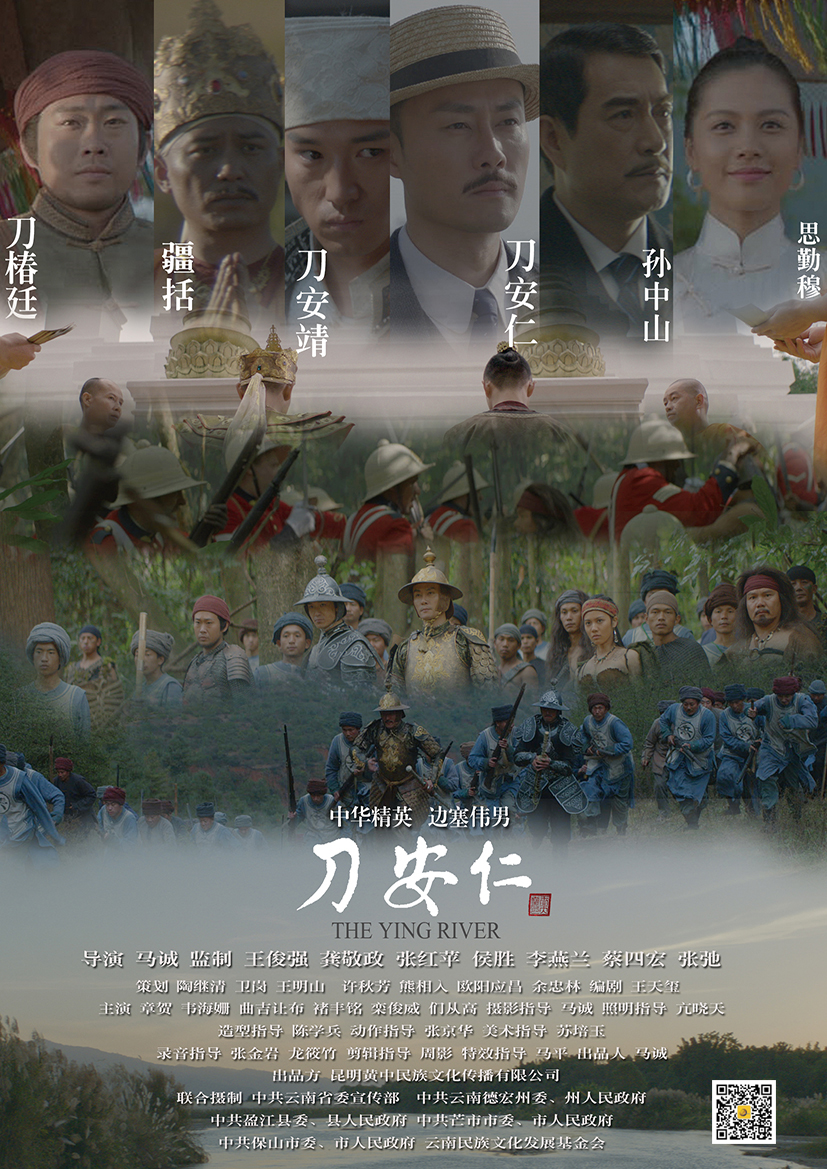 刀椿廷
疆括
刀安靖
刀安仁
孙中山
思勤穆
中华精英 边塞伟男
刀安仁
THE YING RIVER
导演 马诚 监制 王俊强 龚敬政 张红苹 侯胜 李燕兰 蔡四宏 张弛
策划 陶继清 卫岗 王明山 许秋芳 熊相入 欧阳应昌 余忠林 编剧 王天玺
主演 章贺 韦海姗 曲吉让布 褚丰铭 栾俊威 们从高 摄影指导 马诚 照明指导 亢晓天
造型指导 陈学兵 动作指导 张京华 美术指导 苏培玉
录音指导 张金岩 龙筱竹 剪辑指导 周影 特效指导 马平 出品人 马诚
出品方 昆明黄中民族文化传播有限公司
联合摄制 中共云南省委宣传部 中共云南德宏州委、州人民政府
中共盈江县委、县人民政府 中共芒市市委、市人民政府
中共保山市委、市人民政府 云南民族文化发展基金会